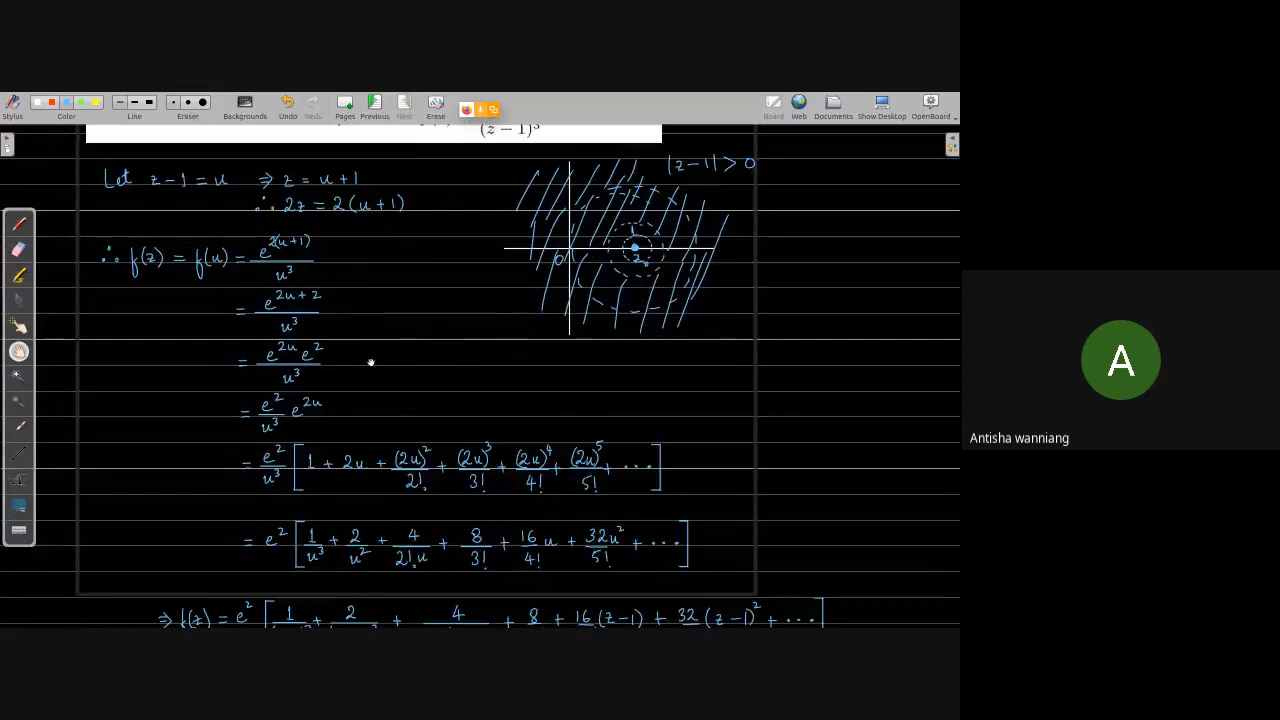 Stylus Color Line Eraser Backgrounds Undo Redo Pages Previous Next Erase Board Web Documents Show Desktop OpenBoard
(z − 1)³
Let z−1 = u ⇒ z = u+1
|z−1| > 0
∴ 2z = 2(u+1)
∴ f(z) = f(u) = e^{2(u+1)} / u³
0 z₀
= e^{2u+2} / u³
= e^{2u} e² / u³
= e²/u³ e^{2u}
= e²/u³ [ 1 + 2u + (2u)²/2! + (2u)³/3! + (2u)⁴/4! + (2u)⁵/5! + ⋯ ]
= e² [ 1/u³ + 2/u² + 4/2!u + 8/3! + 16/4! u + 32u²/5! + ⋯ ]
⇒ f(z) = e² [ 1 + 2 + 4 + 8 + 16 (z−1) + 32 (z−1)² + ⋯ ]
A
Antisha wanniang